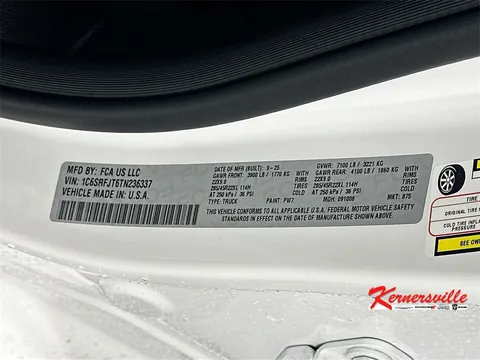 MFD BY: FCA US LLC
VIN: 1C6SRFJT6TN236337
VEHICLE MADE IN: U.S.A.
DATE OF MFR (BUILT): 9-25 GVWR: 7100 LB / 3221 KG
GAWR FRONT: 3900 LB / 1770 KG WITH GAWR REAR: 4100 LB / 1860 KG WITH
22X9.0 RIMS 22X9.0 RIMS
285/45R22XL 114H TIRES 285/45R22XL 114H TIRES
AT 250 kPa / 36 PSI AT 250 kPa / 36 PSI
TYPE: TRUCK PAINT: PW7 MDH: 091008 MKT: 875
THIS VEHICLE CONFORMS TO ALL APPLICABLE U.S.A. FEDERAL MOTOR VEHICLE SAFETY
STANDARDS IN EFFECT ON THE DATE OF MANUFACTURE SHOWN ABOVE
TIRE
ORIGINAL TIRE
COLD TIRE
SEE OWN
Kernersville